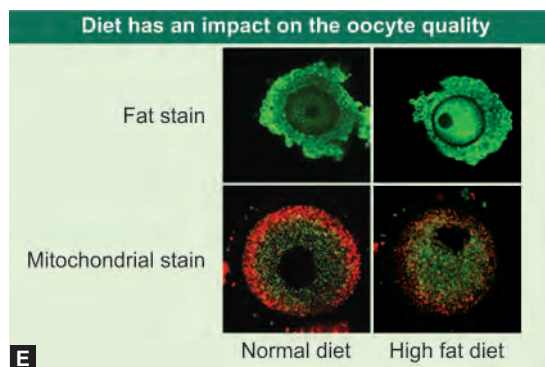 Diet has an impact on the oocyte quality
Fat stain
Mitochondrial stain
Normal diet
High fat diet
E